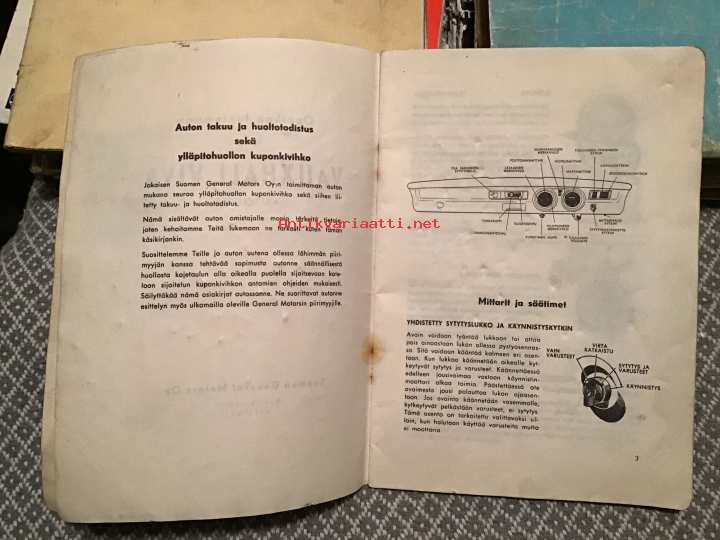 Auton takuu ja huoltotodistus
sekä
ylläpitohuollon kuponkivihko
Jokaisen Suomen General Motors Oy:n toimittaman auton
mukana seuraa ylläpitohuollon kuponkivihko sekä siihen lii-
tetty takuu- ja huoltotodistus.
Nämä sisältävät auton omistajalle monia tärkeitä tietoja,
joten kehoitamme Teitä lukemaan ne tarkasti kuten tämän
käsikirjankin.
Suosittelemme Teille ja auton uutena ollessa lähimmän piiri-
myyjän kanssa tehtävää sopimusta autonne säännöllisestä
huollosta kojetaulun alla oikealla puolella sijaitsevaan kote-
loon sijoitetun kuponkivihkon antamien ohjeiden mukaisesti.
Säilyttäkää nämä osiakirjat autossanne. Ne suorittavat autonne
esittelyn myös ulkomailla oleville General Motorsin piirimyyjille.
Antikvariaatti.net
Mittarit ja säätimet
YHDISTETTY SYTYTYSLUKKO JA KÄYNNISTYSKYTKIN
Avain voidaan työntää lukkoon tai ottaa
pois ainoastaan lukon ollessa pystyasennos-
sa. Sitä voidaan kääntää kolmeen eri asen-
toon. Kun lukkoa käännetään oikealle kyt-
keytyvät sytytys ja varusteet. Käännettäessä
edelleen jousivoimaa vastaan käynnistin-
moottori alkaa toimia. Päästettäessä ote
avaimesta jousi palauttaa lukon ajoasen-
toon. Jos avainta käännetään vasemmalle,
kytkeytyvät pelkästään varusteet, ei sytytys.
Tämä asento on tarkoitettu valittavaksi sil-
loin, kun halutaan käyttää varusteita mutta
ei moottoria.
VAIN
VARUSTEET
VIRTA
KATKAISTU
SYTYTYS JA
VARUSTEET
KÄYNNISTYS
3